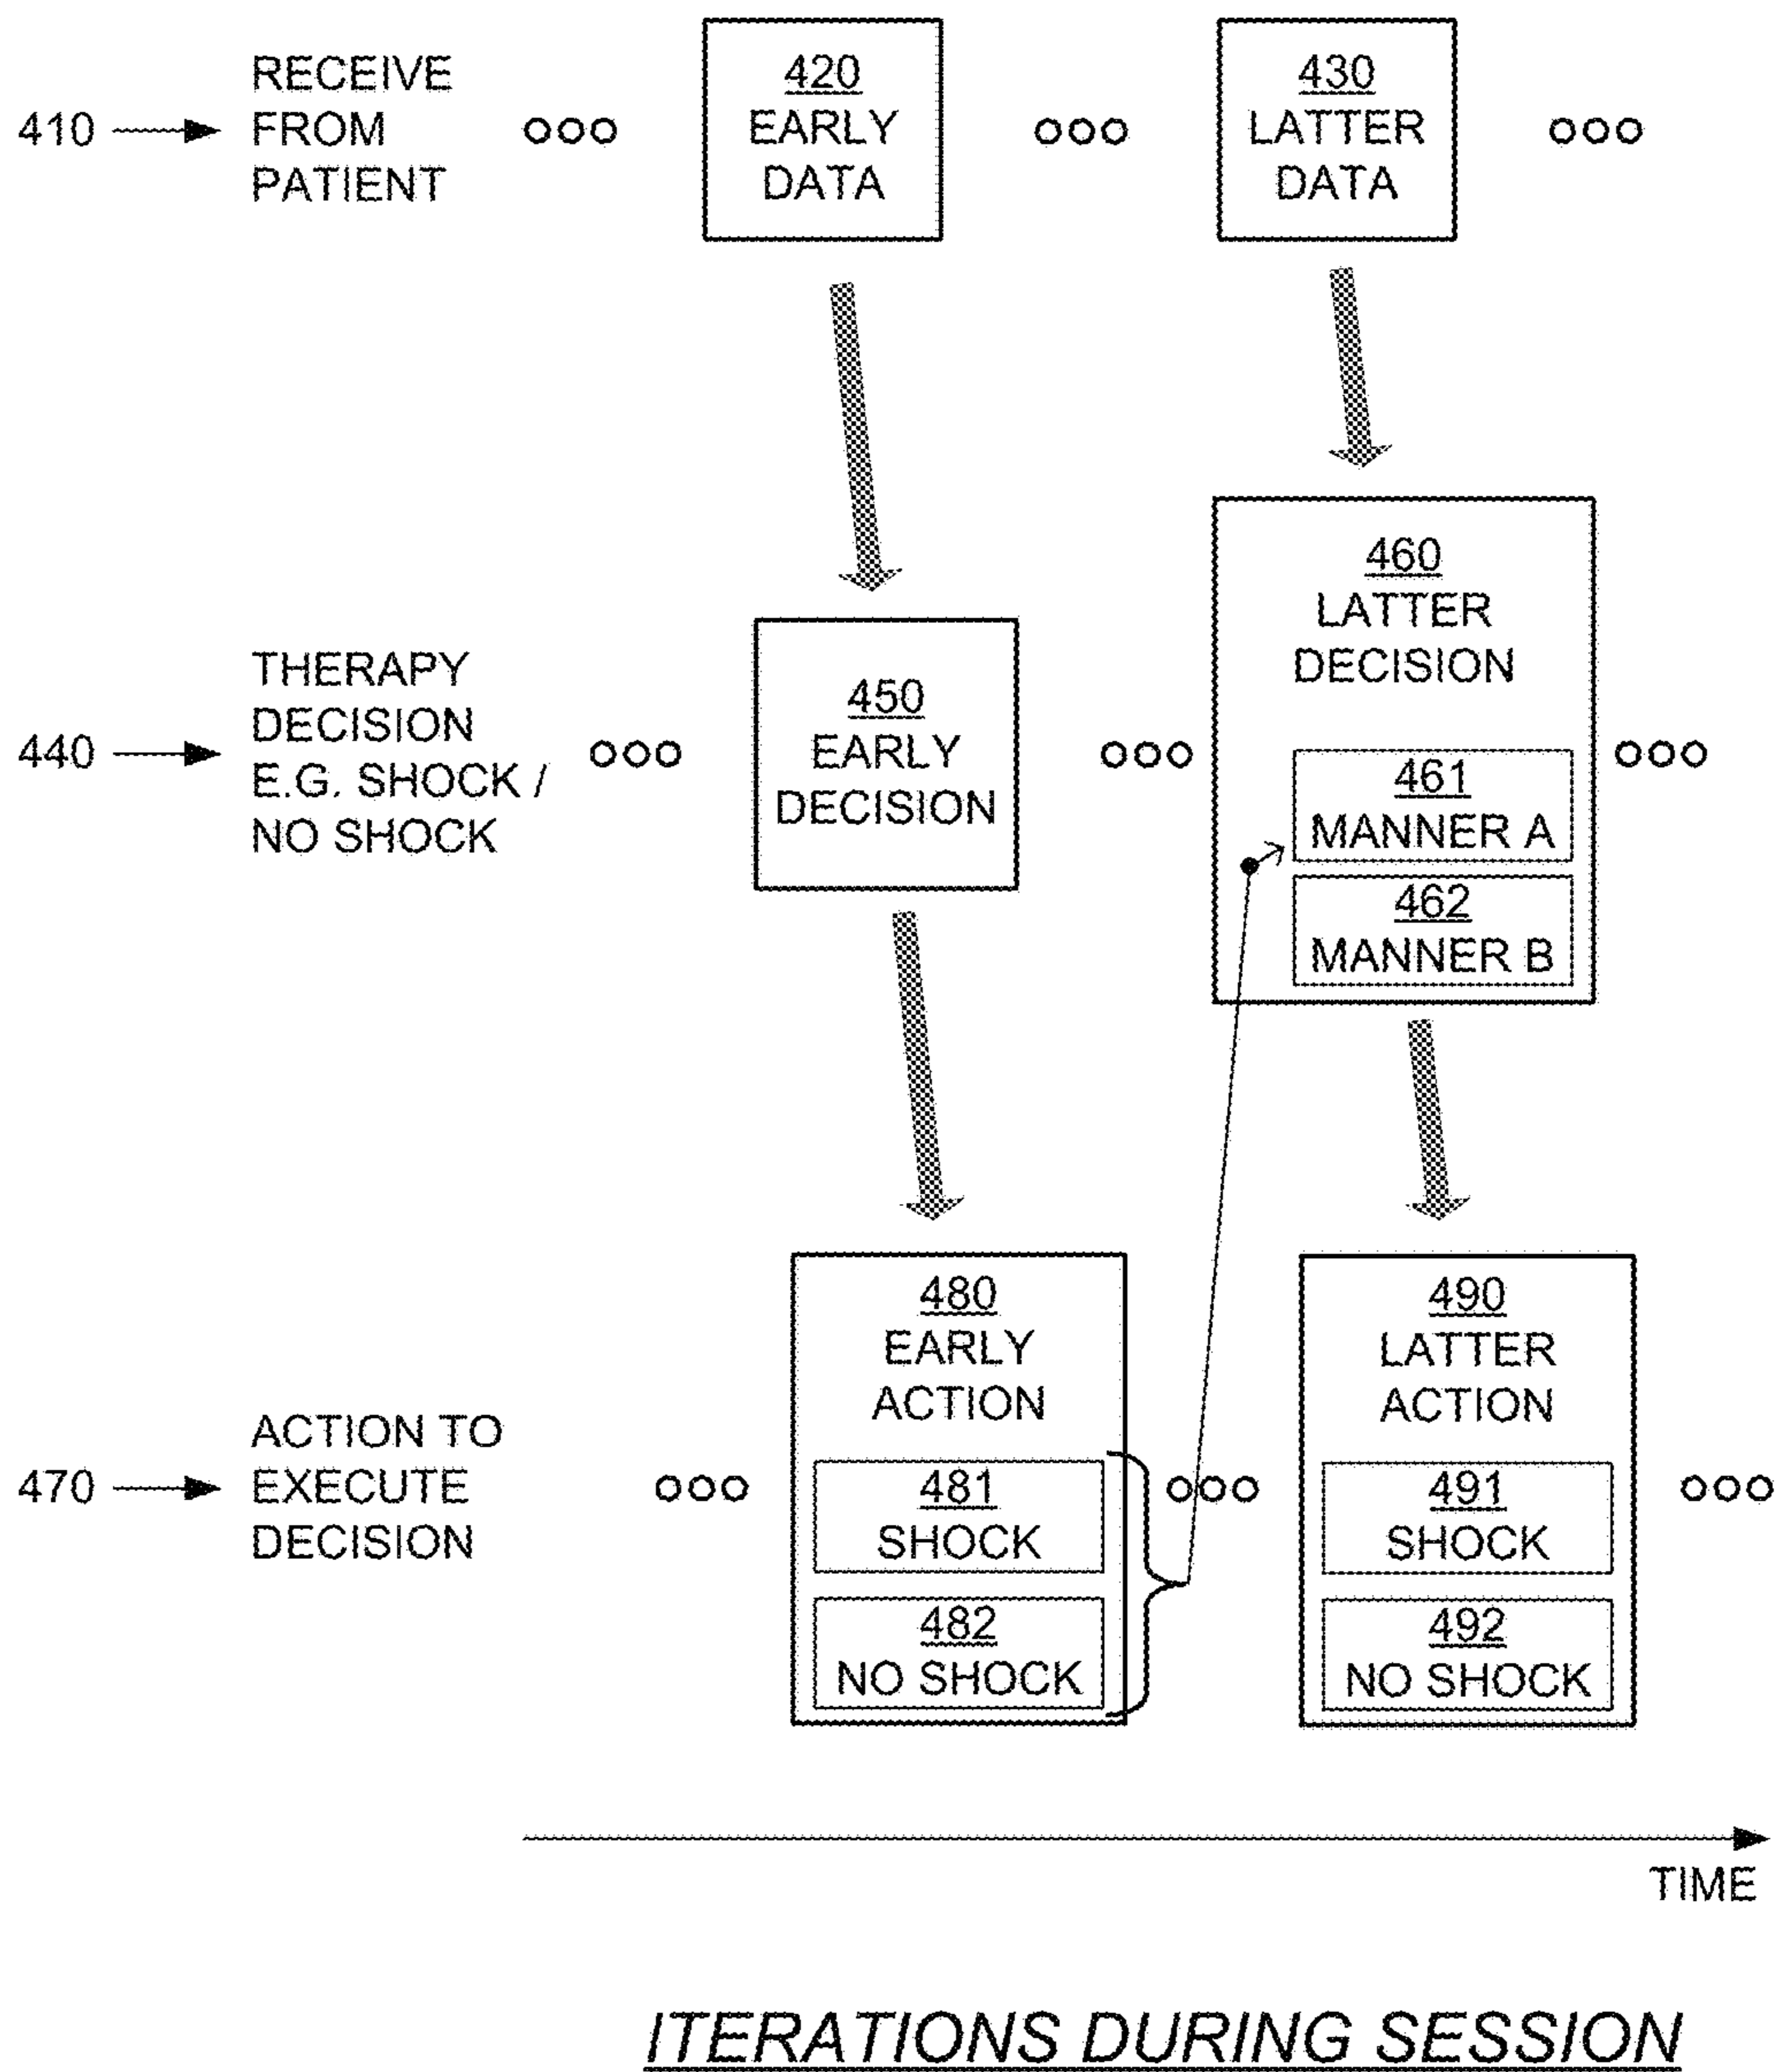 410
RECEIVE
FROM
PATIENT
420
EARLY
DATA
430
LATTER
DATA
440
THERAPY
DECISION
E.G. SHOCK /
NO SHOCK
450
EARLY
DECISION
460
LATTER
DECISION
461
MANNER A
462
MANNER B
470
ACTION TO
EXECUTE
DECISION
480
EARLY
ACTION
481
SHOCK
482
NO SHOCK
490
LATTER
ACTION
491
SHOCK
492
NO SHOCK
TIME
ITERATIONS DURING SESSION